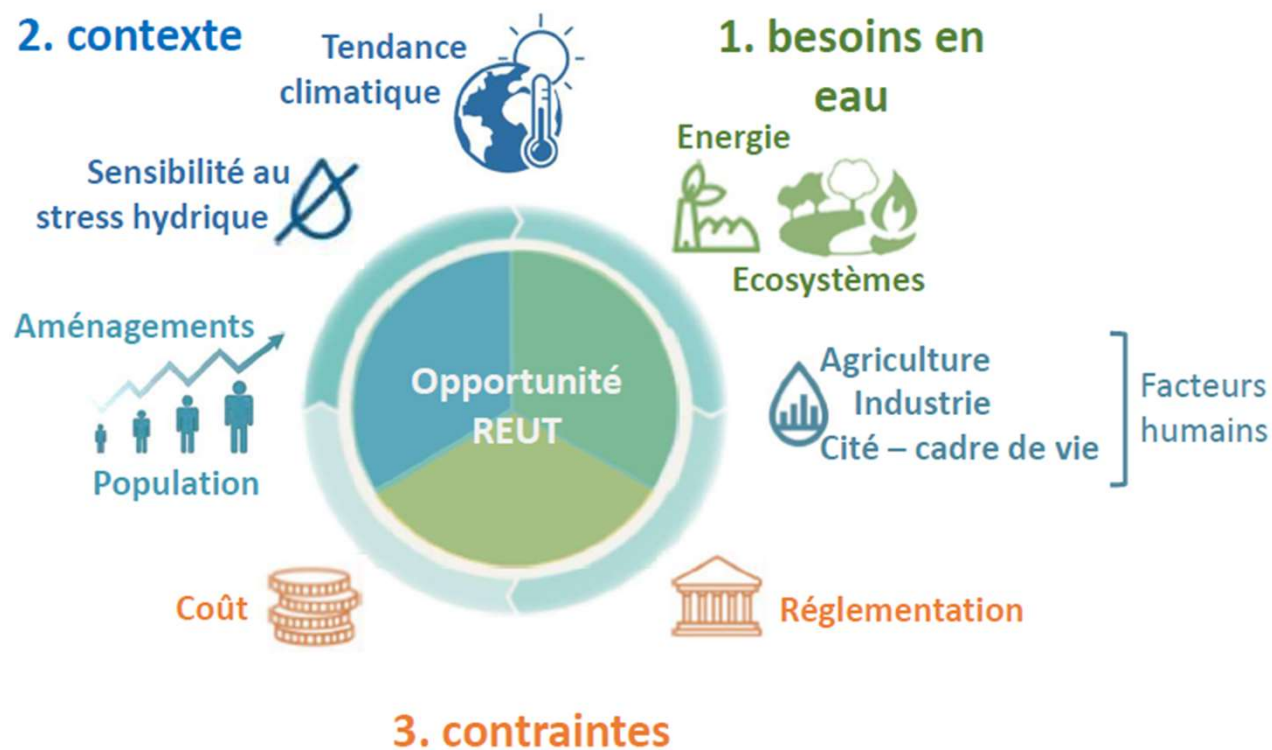 2. contexte
Tendance
climatique
Sensibilité au
stress hydrique
Aménagements
Population
1. besoins en
eau
Energie
Ecosystèmes
Agriculture
Industrie
Cité – cadre de vie
Facteurs
humains
Opportunité
REUT
Coût
Réglementation
3. contraintes